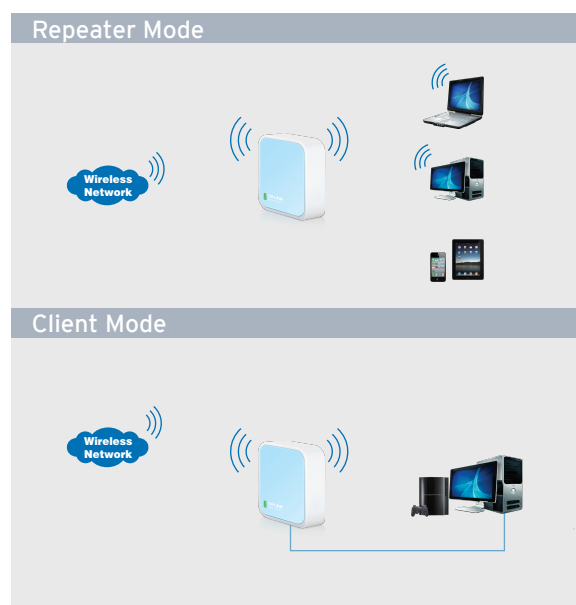 Repeater Mode
Wireless
Network
Client Mode
Wireless
Network